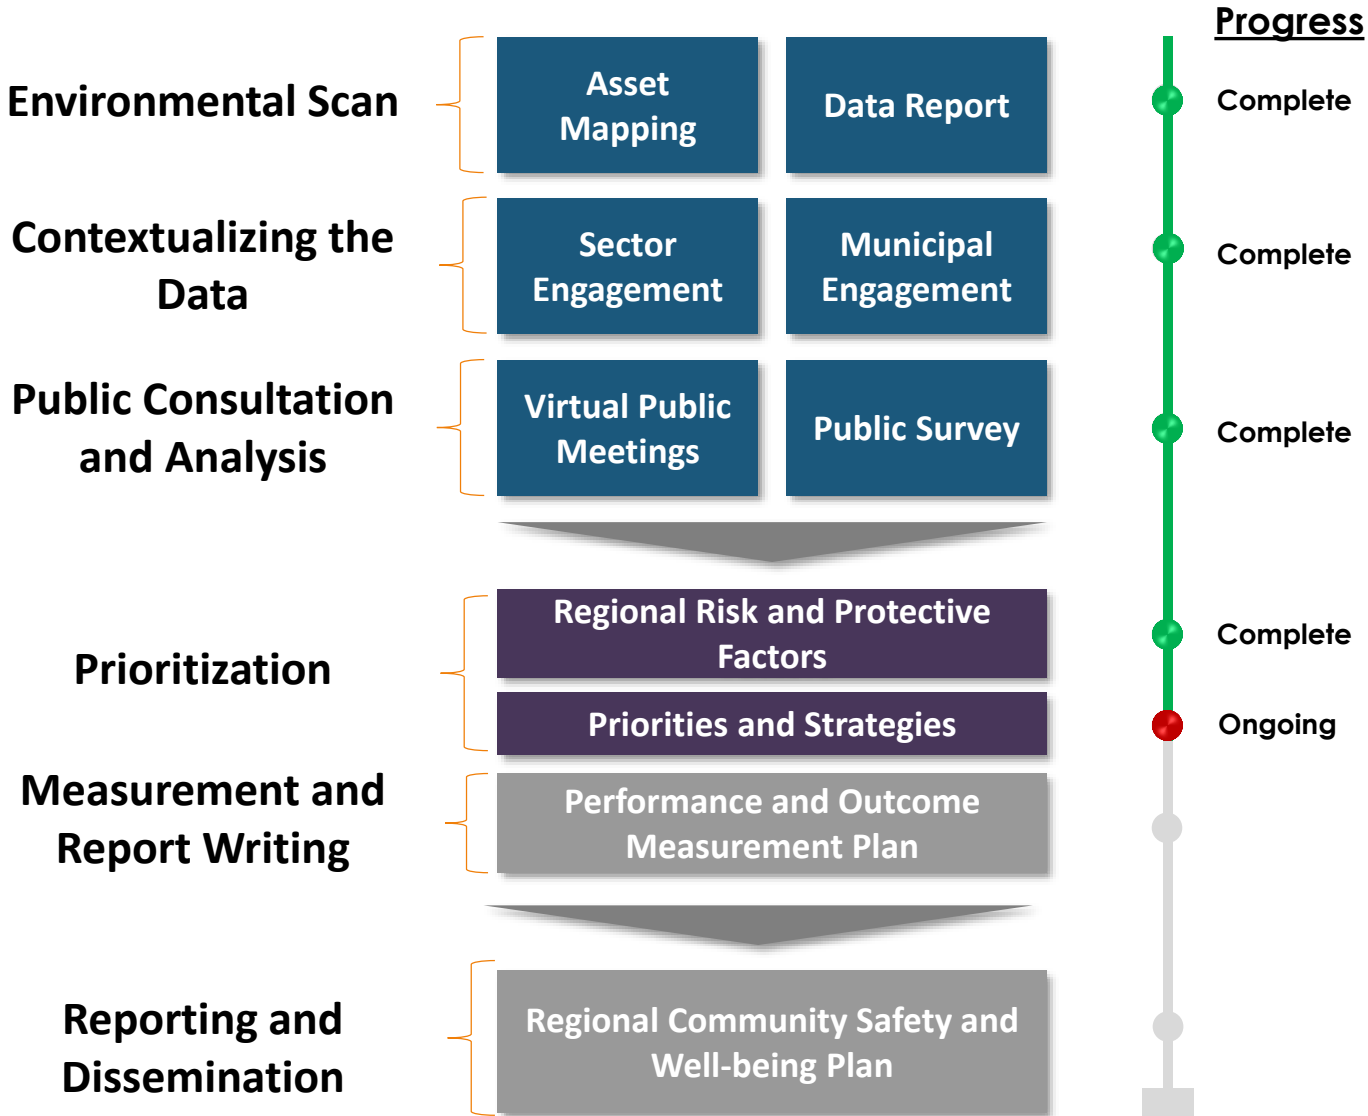 Progress
Environmental Scan
Asset
Mapping
Data Report
Complete
Contextualizing the
Data
Sector
Engagement
Municipal
Engagement
Complete
Public Consultation
and Analysis
Virtual Public
Meetings
Public Survey
Complete
Prioritization
Regional Risk and Protective
Factors
Complete
Priorities and Strategies
Ongoing
Measurement and
Report Writing
Performance and Outcome
Measurement Plan
Reporting and
Dissemination
Regional Community Safety and
Well-being Plan